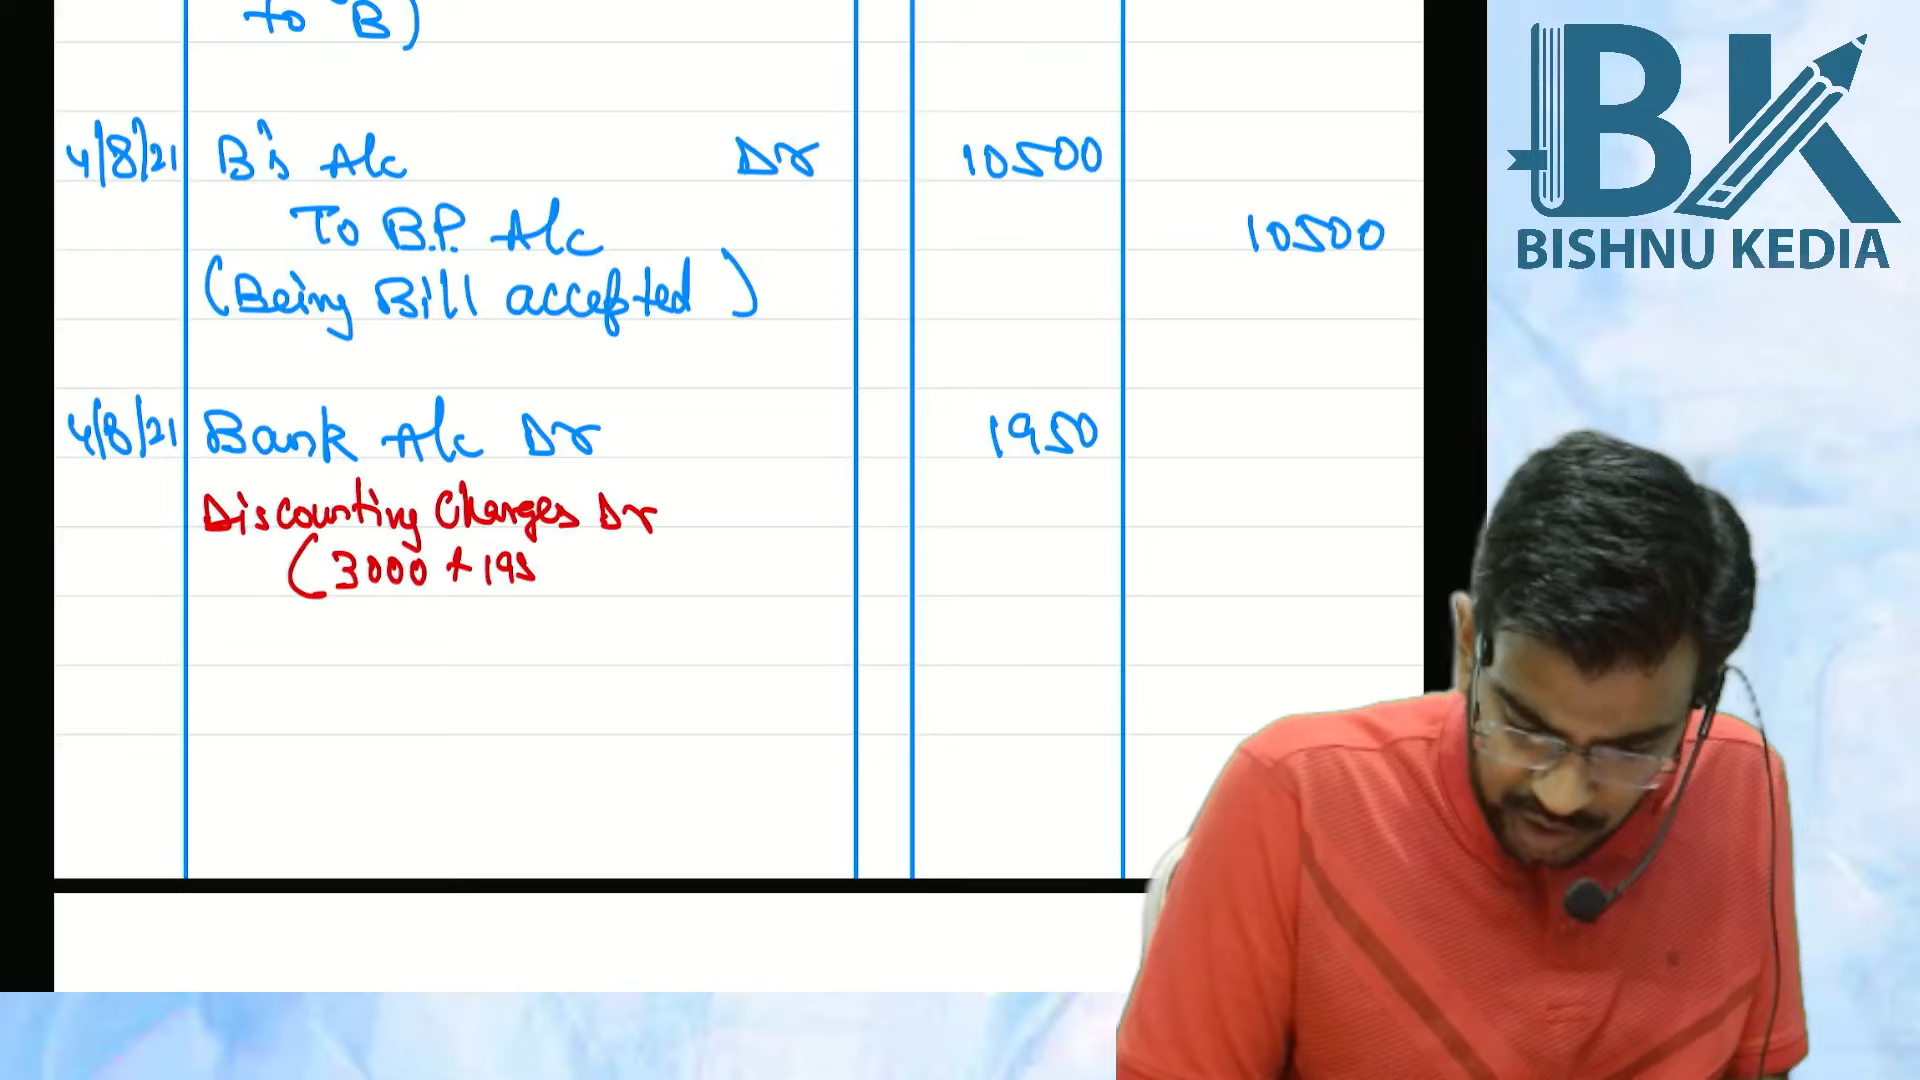 to B)
4/8/21 B's A/c Dr 10500
To B.P. A/c 10500
(Being Bill accepted)
4/8/21 Bank A/c Dr 1950
Discounting Charges Dr
(3000 + 195
BK
BISHNU KEDIA